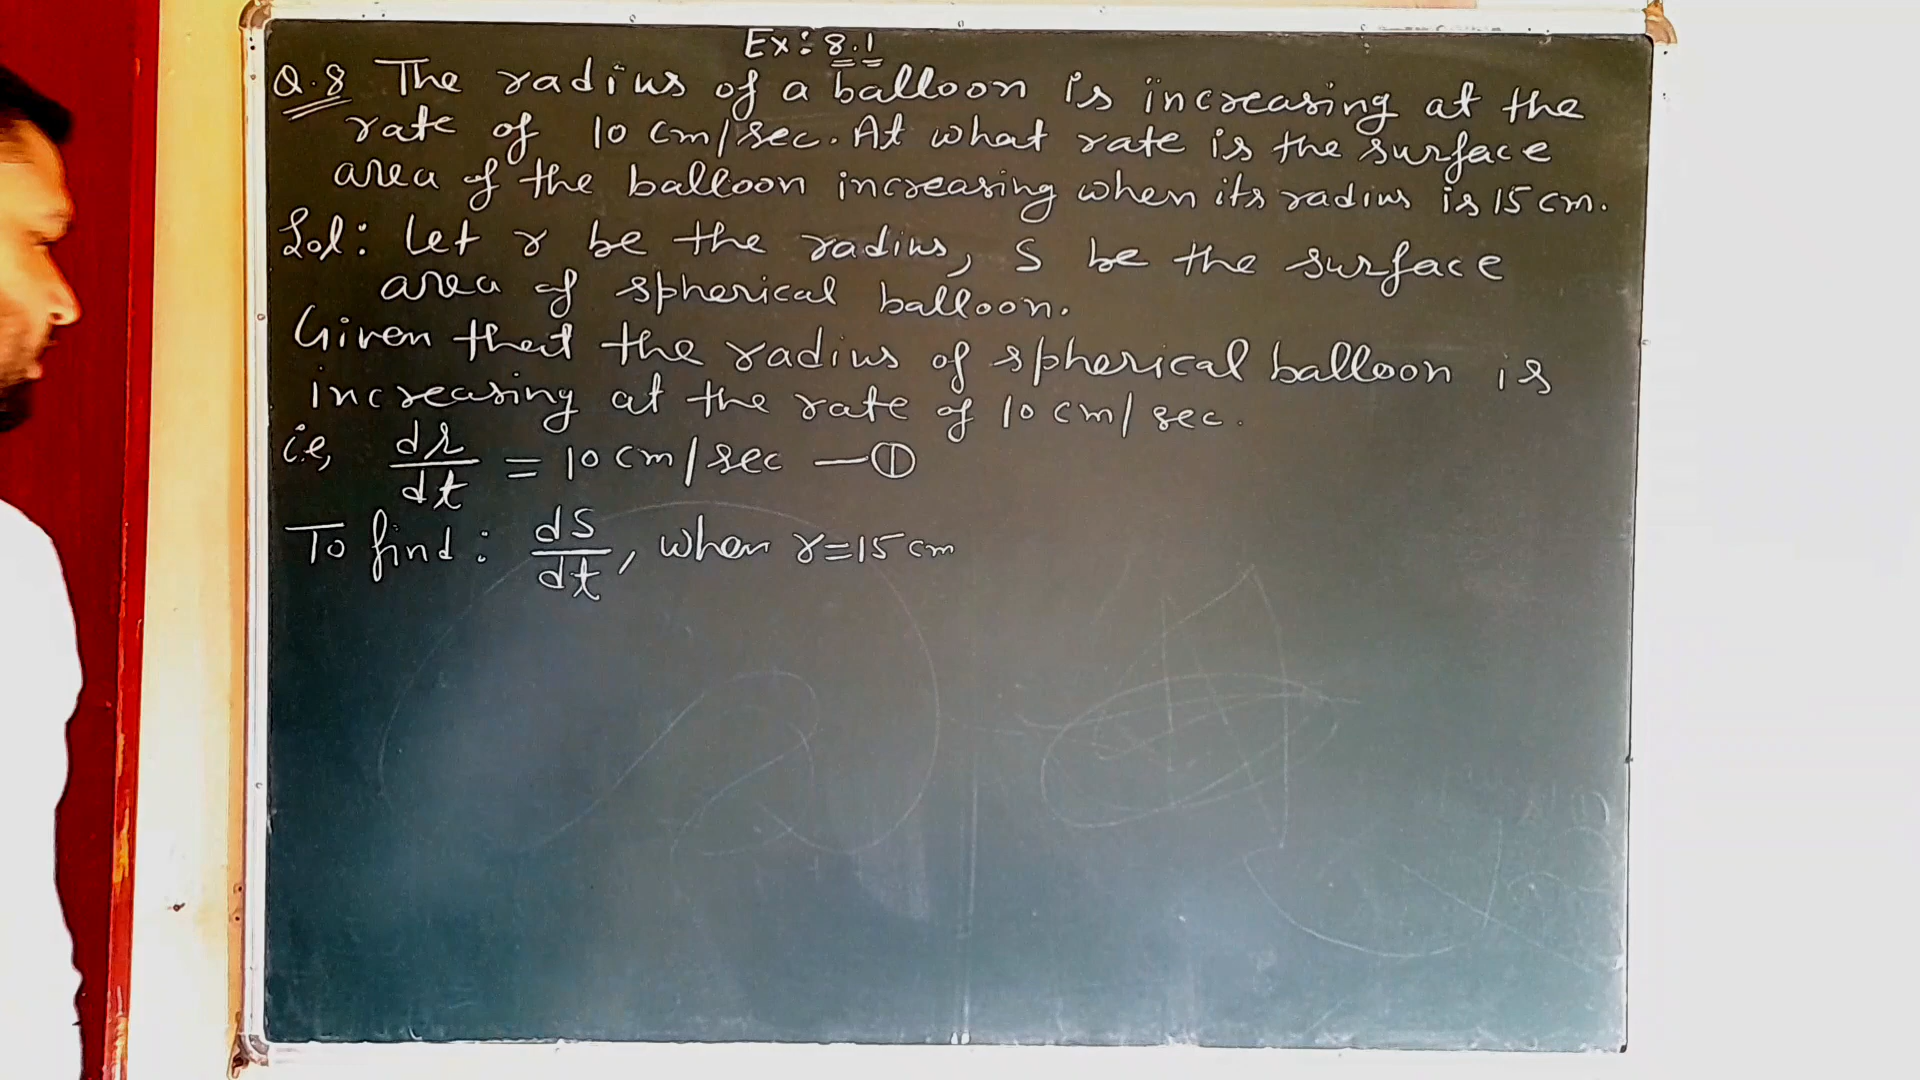 Ex: 8.1
Q.8 The radius of a balloon is increasing at the
rate of 10 cm/sec. At what rate is the surface
area of the balloon increasing when its radius is 15 cm.
Sol: Let r be the radius, S be the surface
area of spherical balloon.
Given that the radius of spherical balloon is
increasing at the rate of 10 cm/sec.
i.e, dr/dt = 10 cm/sec — ①
To find: dS/dt, when r=15 cm